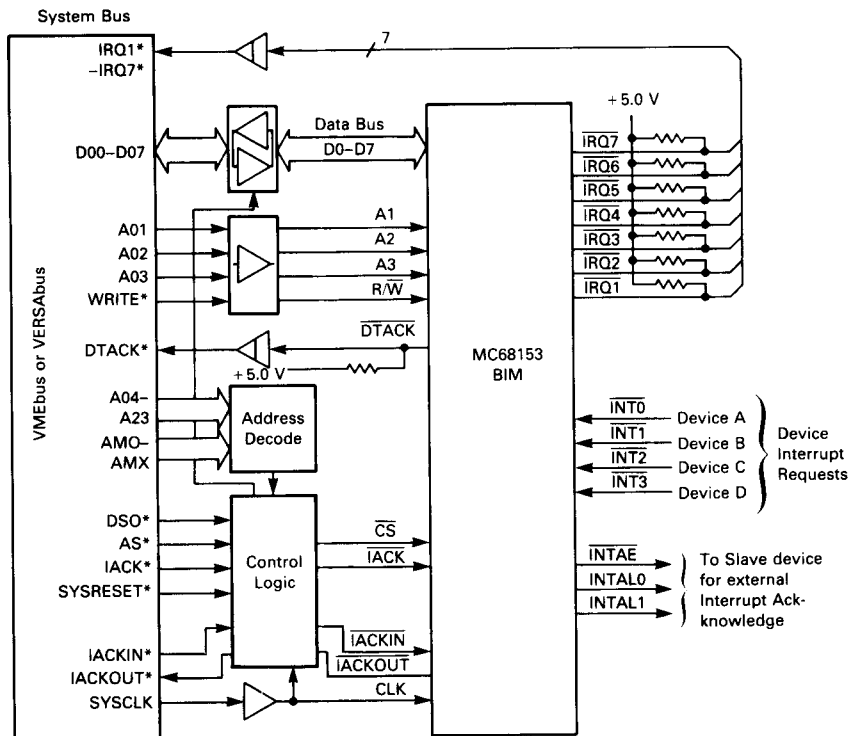 System Bus
IRQ1*
-IRQ7*
7
+5.0 V
Data Bus
D00-D07
D0-D7
IRQ7
IRQ6
IRQ5
IRQ4
IRQ3
IRQ2
IRQ1
A01
A02
A03
WRITE*
A1
A2
A3
R/W
DTACK*
DTACK
+5.0 V
MC68153
BIM
VMEbus or VERSAbus
A04-
A23
AMO-
AMX
Address
Decode
INT0
INT1
INT2
INT3
Device A
Device B
Device C
Device D
Device
Interrupt
Requests
DSO*
AS*
IACK*
SYSRESET*
Control
Logic
CS
IACK
INTAE
INTAL0
INTAL1
To Slave device
for external
Interrupt Ack-
knowledge
IACKIN*
IACKOUT*
SYSCLK
IACKIN
IACKOUT
CLK